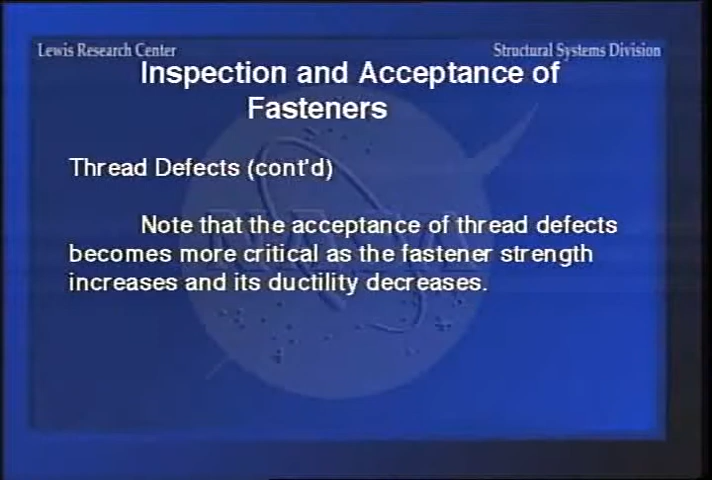 Lewis Research Center
Structural Systems Division
Inspection and Acceptance of
Fasteners
Thread Defects (cont'd)
Note that the acceptance of thread defects
becomes more critical as the fastener strength
increases and its ductility decreases.